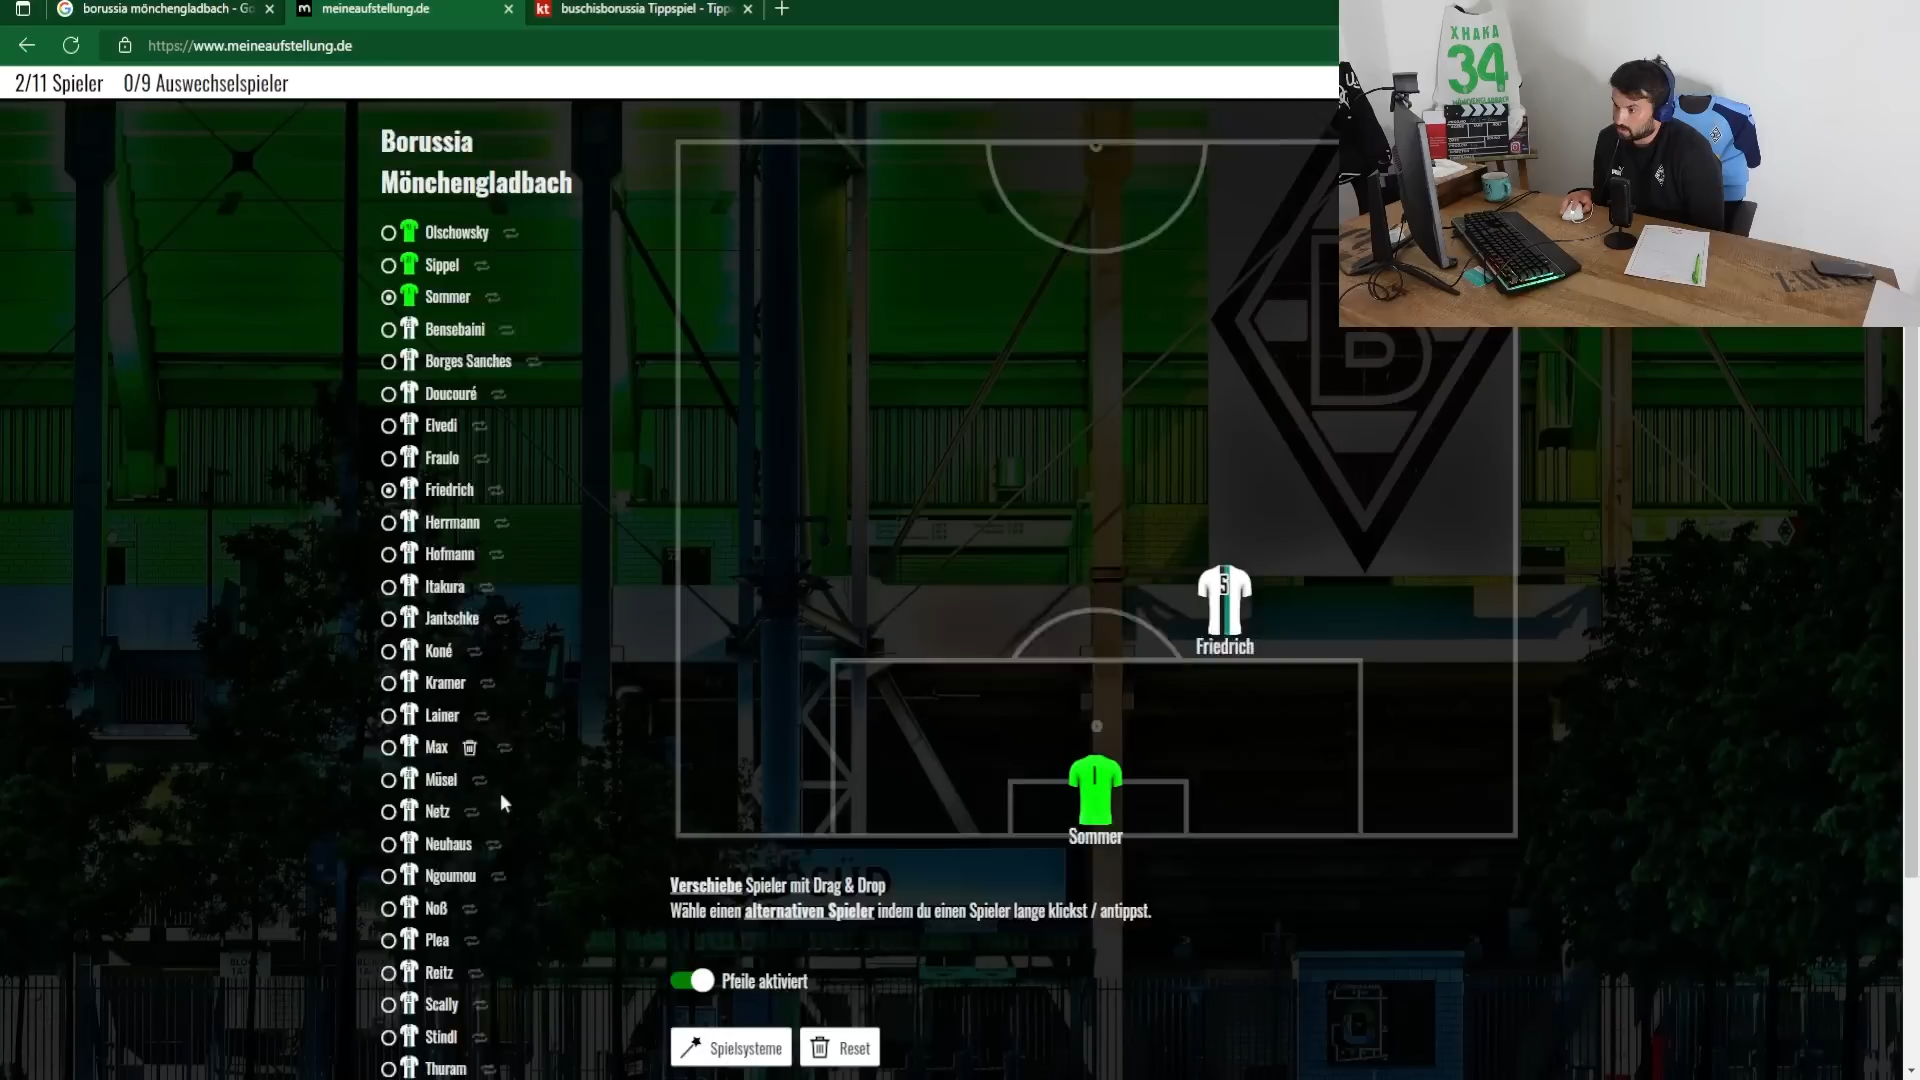 borussia mönchengladbach - Go
meineaufstellung.de
kt
buschisborussia Tippspiel - Tipp
https://www.meineaufstellung.de
2/11 Spieler 0/9 Auswechselspieler
XHAKA
34
Borussia
Mönchengladbach
Olschowsky
Sippel
Sommer
Bensebaini
Borges Sanches
Doucouré
Elvedi
Fraulo
Friedrich
Herrmann
Hofmann
Itakura
Jantschke
Koné
Kramer
Lainer
Max
Müsel
Netz
Neuhaus
Ngoumou
Noß
Plea
Reitz
Scally
Stindl
Thuram
5
Friedrich
1
Sommer
Verschiebe Spieler mit Drag & Drop
Wähle einen alternativen Spieler indem du einen Spieler lange klickst / antippst.
Pfeile aktiviert
Spielsysteme
Reset